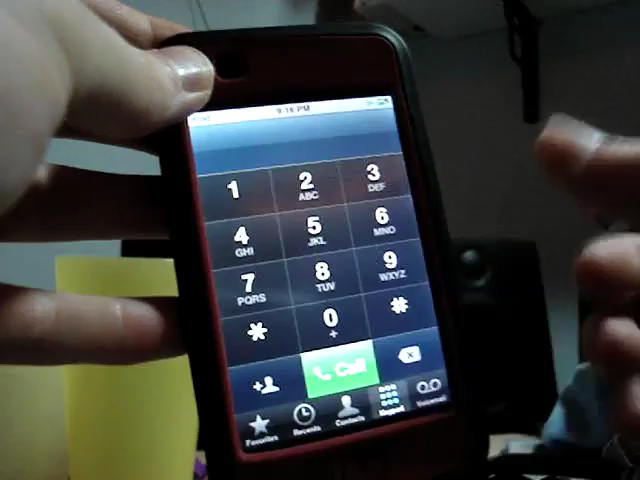 9:16 PM
1
2
ABC
3
DEF
4
GHI
5
JKL
6
MNO
7
PQRS
8
TUV
9
WXYZ
*
0
+
#
+
Call
Favorites
Recents
Contacts
Keypad
Voicemail